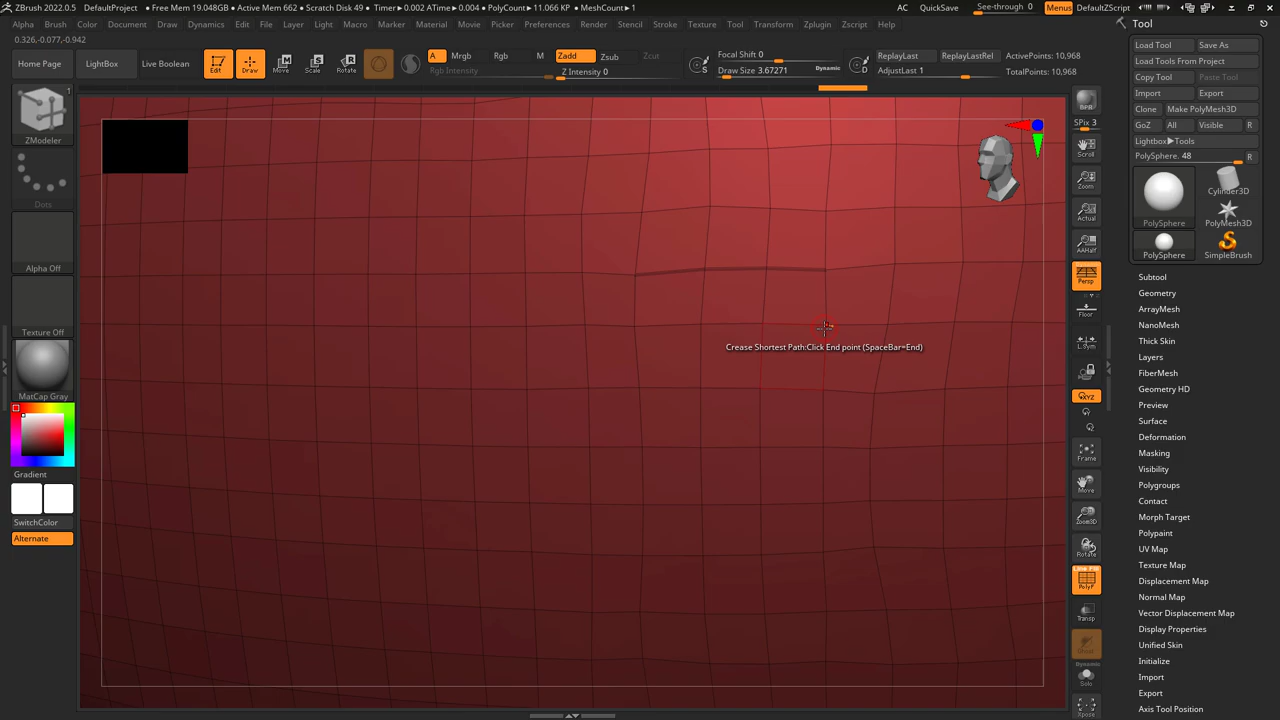 ZBrush 2022.0.5 DefaultProject • Free Mem 19.048GB • Active Mem 662 • Scratch Disk 49 • Timer►0.002 ATime►0.004 • PolyCount►11.066 KP • MeshCount►1 AC QuickSave See-through 0 Menus DefaultZScript
Alpha Brush Color Document Draw Dynamics Edit File Layer Light Macro Marker Material Movie Picker Preferences Render Stencil Stroke Texture Tool Transform Zplugin Zscript Help
0.326,-0.077,-0.942
Home Page LightBox Live Boolean Edit Draw Move Scale Rotate A Mrgb Rgb M Zadd Zsub Zcut
Rgb Intensity Z Intensity 0
Focal Shift 0
Draw Size 3.67271 Dynamic
S D
ReplayLast ReplayLastRel
AdjustLast 1
ActivePoints: 10,968
TotalPoints: 10,968
1
ZModeler
Dots
Alpha Off
Texture Off
MatCap Gray
Gradient
SwitchColor
Alternate
Crease Shortest Path:Click End point (SpaceBar=End)
BPR
SPix 3
Scroll
Zoom
Actual
AAHalf
Persp
Floor
L.Sym
XYZ
Frame
Move
Zoom3D
Rotate
Line Fill
PolyF
Transp
Ghost
Dynamic
Solo
Xpose
Tool
Load Tool Save As
Load Tools From Project
Copy Tool Paste Tool
Import Export
Clone Make PolyMesh3D
GoZ All Visible R
Lightbox►Tools
PolySphere. 48 R
PolySphere Cylinder3D
PolyMesh3D
PolySphere SimpleBrush
Subtool
Geometry
ArrayMesh
NanoMesh
Thick Skin
Layers
FiberMesh
Geometry HD
Preview
Surface
Deformation
Masking
Visibility
Polygroups
Contact
Morph Target
Polypaint
UV Map
Texture Map
Displacement Map
Normal Map
Vector Displacement Map
Display Properties
Unified Skin
Initialize
Import
Export
Axis Tool Position